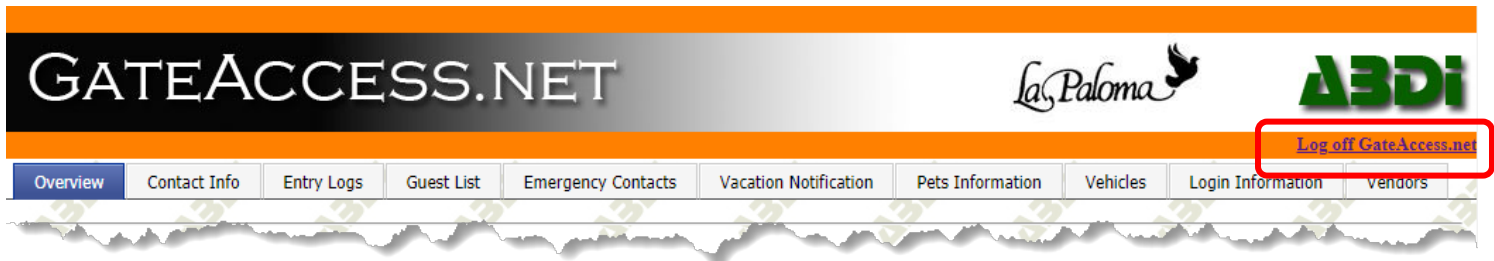 GATEACCESS.NET
La Paloma
ABDi
Log off GateAccess.net
Overview Contact Info Entry Logs Guest List Emergency Contacts Vacation Notification Pets Information Vehicles Login Information Vendors